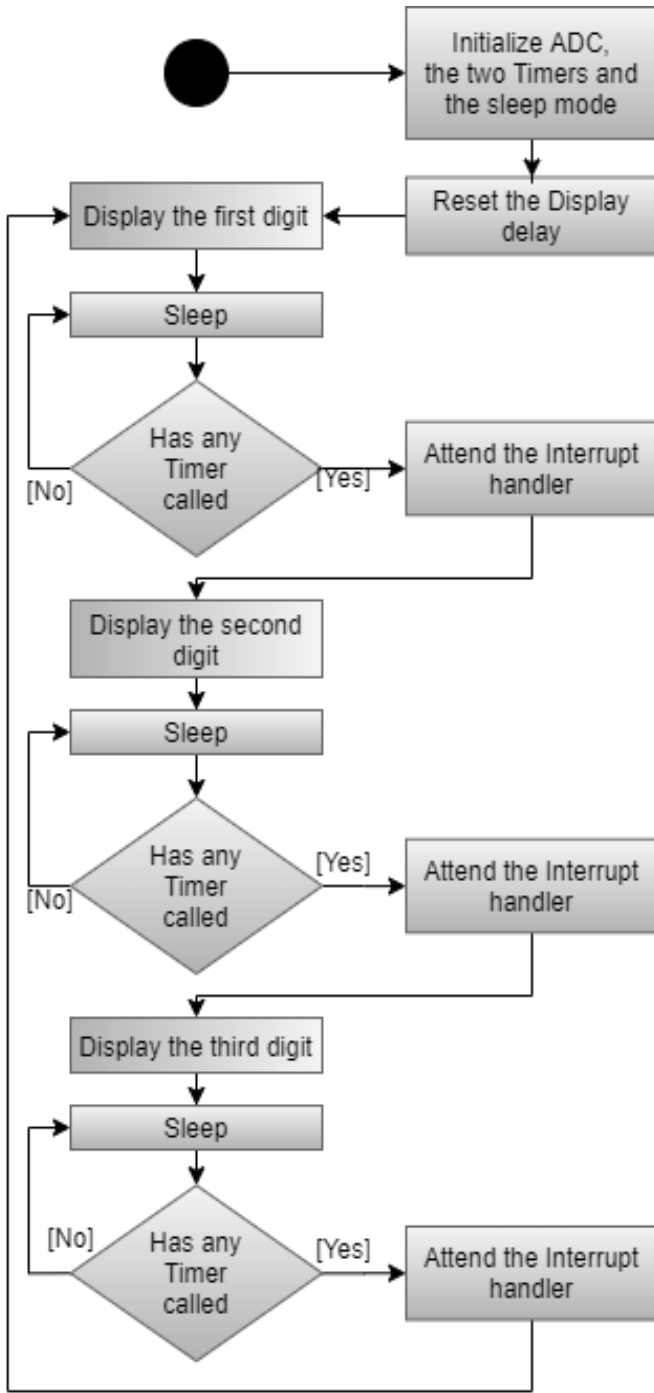 Initialize ADC,
the two Timers and
the sleep mode
Display the first digit
Reset the Display
delay
Sleep
Has any
Timer
called
[No]
[Yes]
Attend the Interrupt
handler
Display the second
digit
Sleep
Has any
Timer
called
[No]
[Yes]
Attend the Interrupt
handler
Display the third digit
Sleep
[No]
Has any
Timer
called
[Yes]
Attend the Interrupt
handler